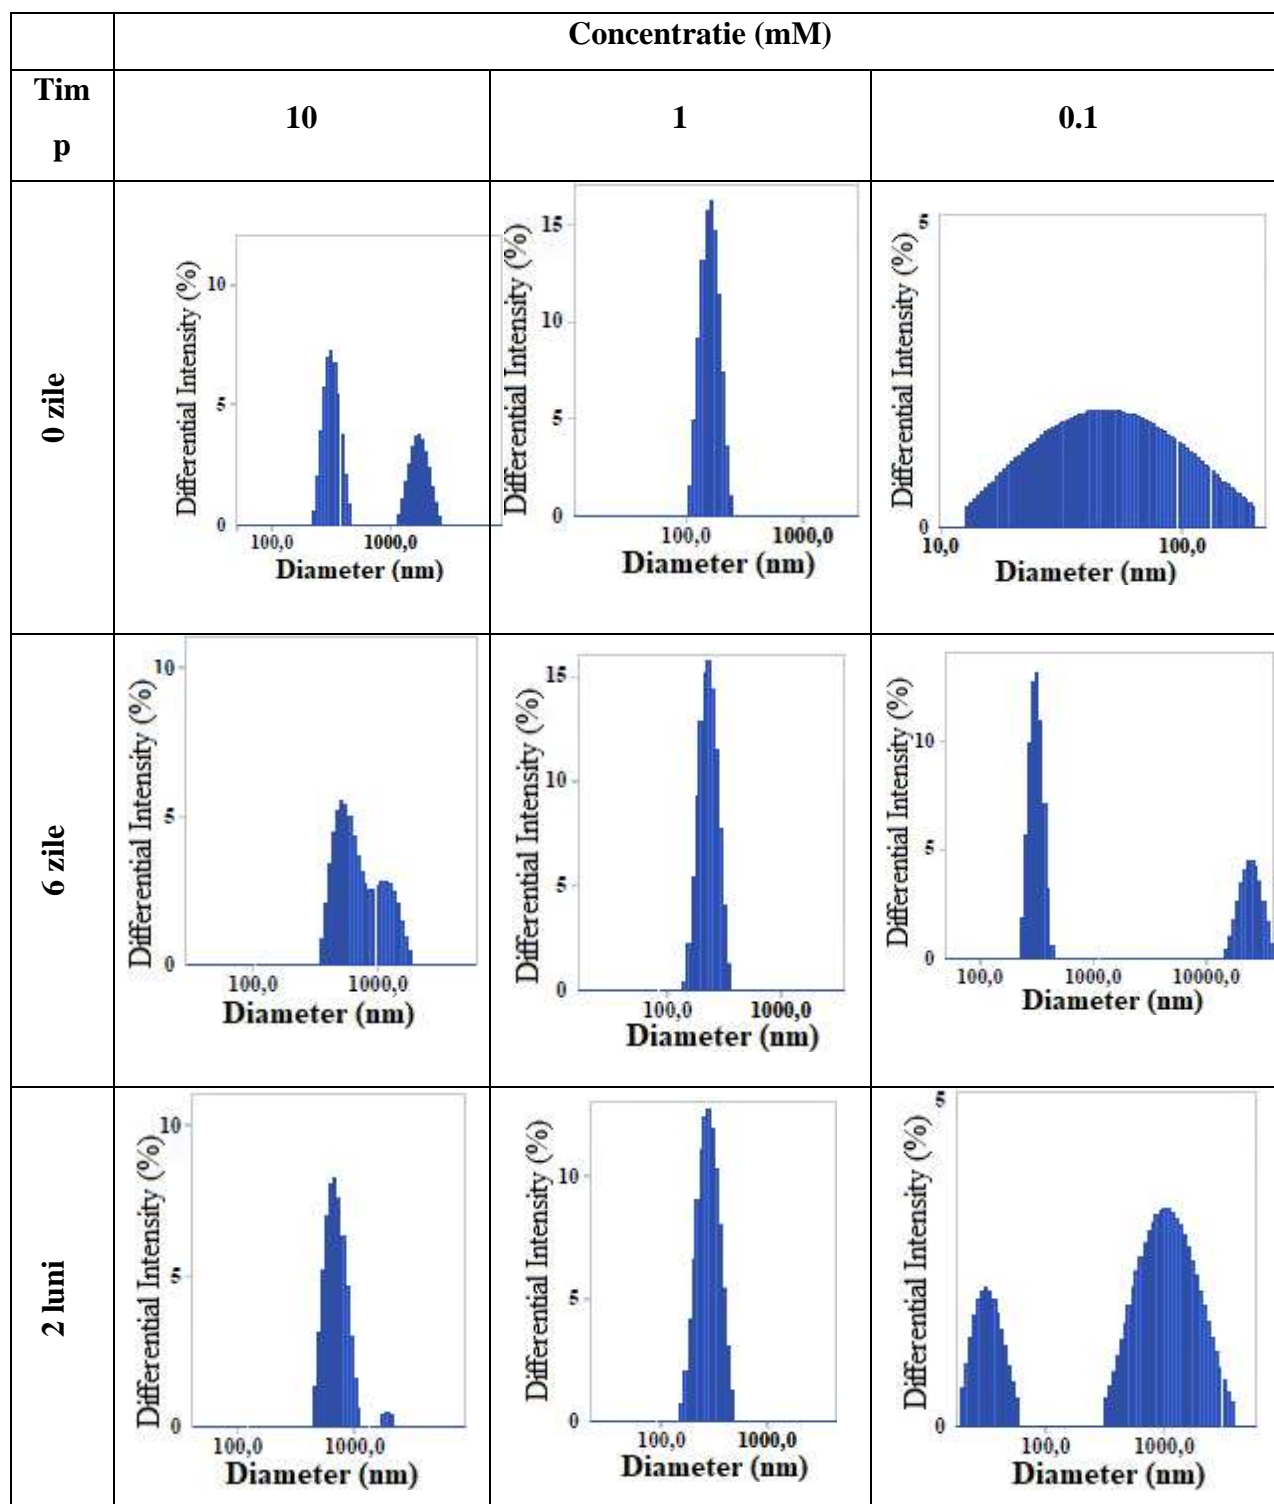 Concentratie (mM)
Tim
p
10
1
0.1
0 zile
Differential Intensity (%)
10
5
0
100,0
1000,0
Diameter (nm)
Differential Intensity (%)
15
10
5
0
100,0
1000,0
Diameter (nm)
Differential Intensity (%)
5
0
10,0
100,0
Diameter (nm)
6 zile
Differential Intensity (%)
10
5
0
100,0
1000,0
Diameter (nm)
Differential Intensity (%)
15
10
5
0
100,0
1000,0
Diameter (nm)
Differential Intensity (%)
10
5
0
100,0
1000,0
10000,0
Diameter (nm)
2 luni
Differential Intensity (%)
10
5
0
100,0
1000,0
Diameter (nm)
Differential Intensity (%)
10
5
0
100,0
1000,0
Diameter (nm)
Differential Intensity (%)
5
0
100,0
1000,0
Diameter (nm)